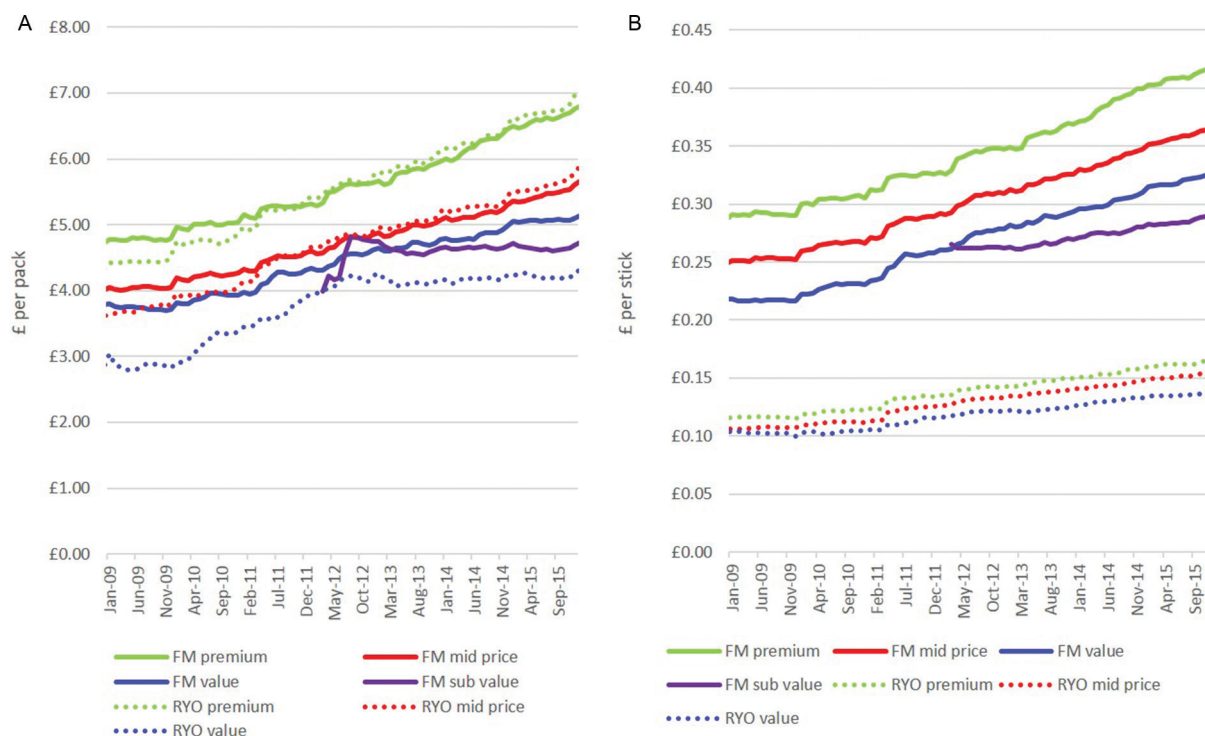 A
£ per pack
£8.00
£7.00
£6.00
£5.00
£4.00
£3.00
£2.00
£1.00
£0.00
Jan-09
Jun-09
Nov-09
Apr-10
Sep-10
Feb-11
Jul-11
Dec-11
May-12
Oct-12
Mar-13
Aug-13
Jan-14
Jun-14
Nov-14
Apr-15
Sep-15
FM premium
FM mid price
FM value
FM sub value
RYO premium
RYO mid price
RYO value
B
£ per stick
£0.45
£0.40
£0.35
£0.30
£0.25
£0.20
£0.15
£0.10
£0.05
£0.00
Jan-09
Jun-09
Nov-09
Apr-10
Sep-10
Feb-11
Jul-11
Dec-11
May-12
Oct-12
Mar-13
Aug-13
Jan-14
Jun-14
Nov-14
Apr-15
Sep-15
FM premium
FM mid price
FM value
FM sub value
RYO premium
RYO mid price
RYO value